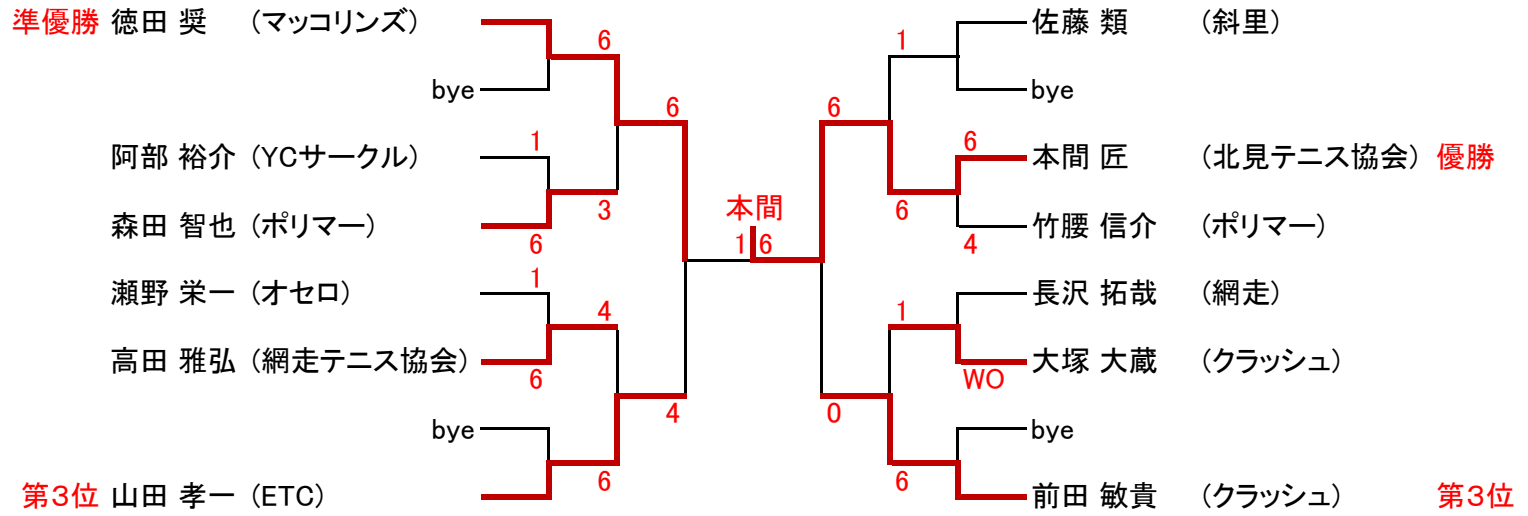 準優勝 徳田 奨 (マッコリンズ) 佐藤 類 (斜里)
6 1
bye bye
6 6
阿部 裕介 (YCサークル) 1 6 本間 匠 (北見テニス協会) 優勝
3 本間 6
森田 智也 (ポリマー) 6 4 竹腰 信介 (ポリマー)
1 6
瀬野 栄一 (オセロ) 1 長沢 拓哉 (網走)
4 1
高田 雅弘 (網走テニス協会) 6 WO 大塚 大蔵 (クラッシュ)
4 0
bye bye
6 6
第3位 山田 孝一 (ETC) 前田 敏貴 (クラッシュ) 第3位